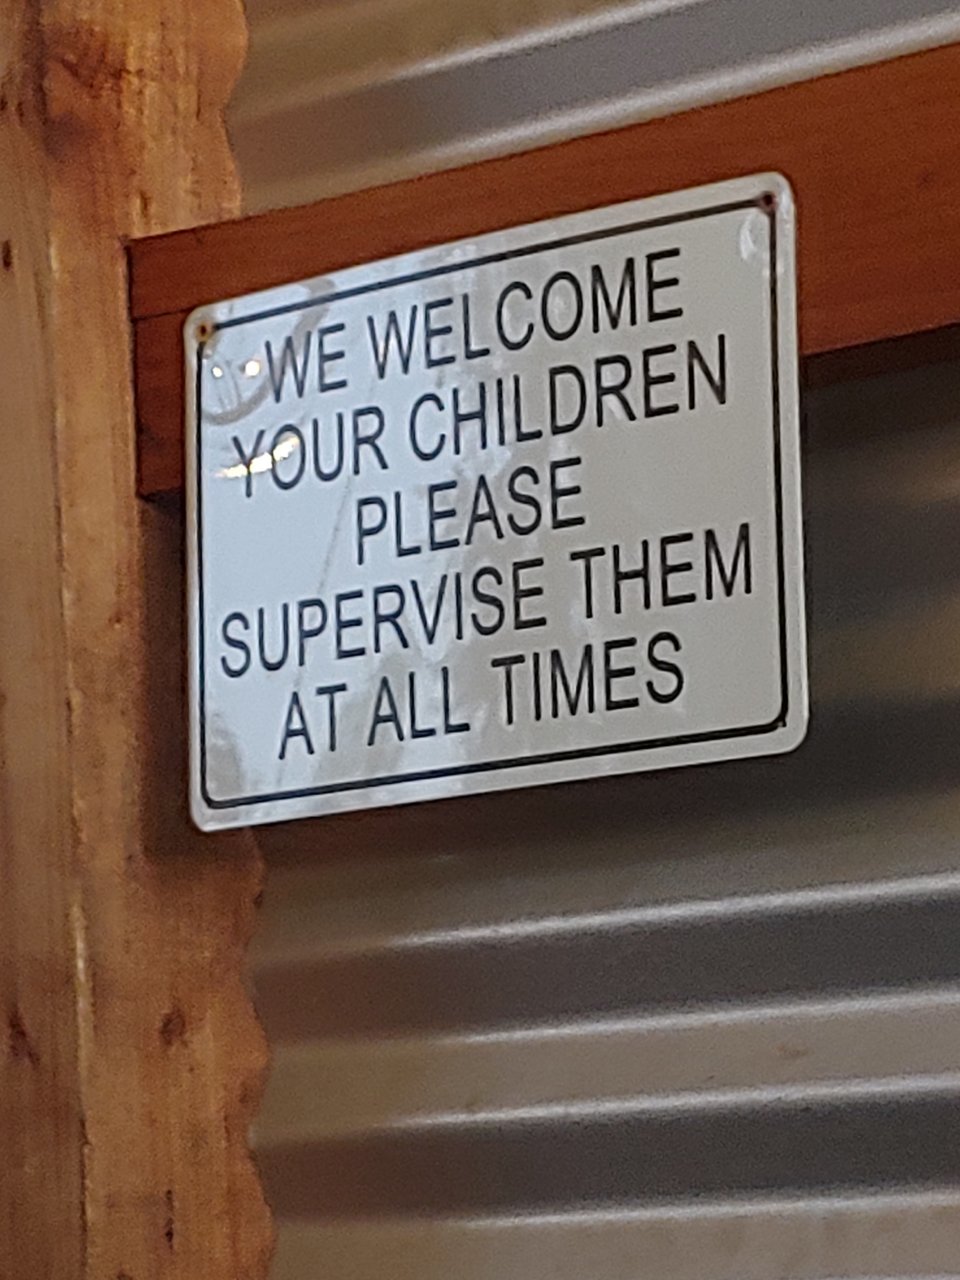 WE WELCOME
YOUR CHILDREN
PLEASE
SUPERVISE THEM
AT ALL TIMES